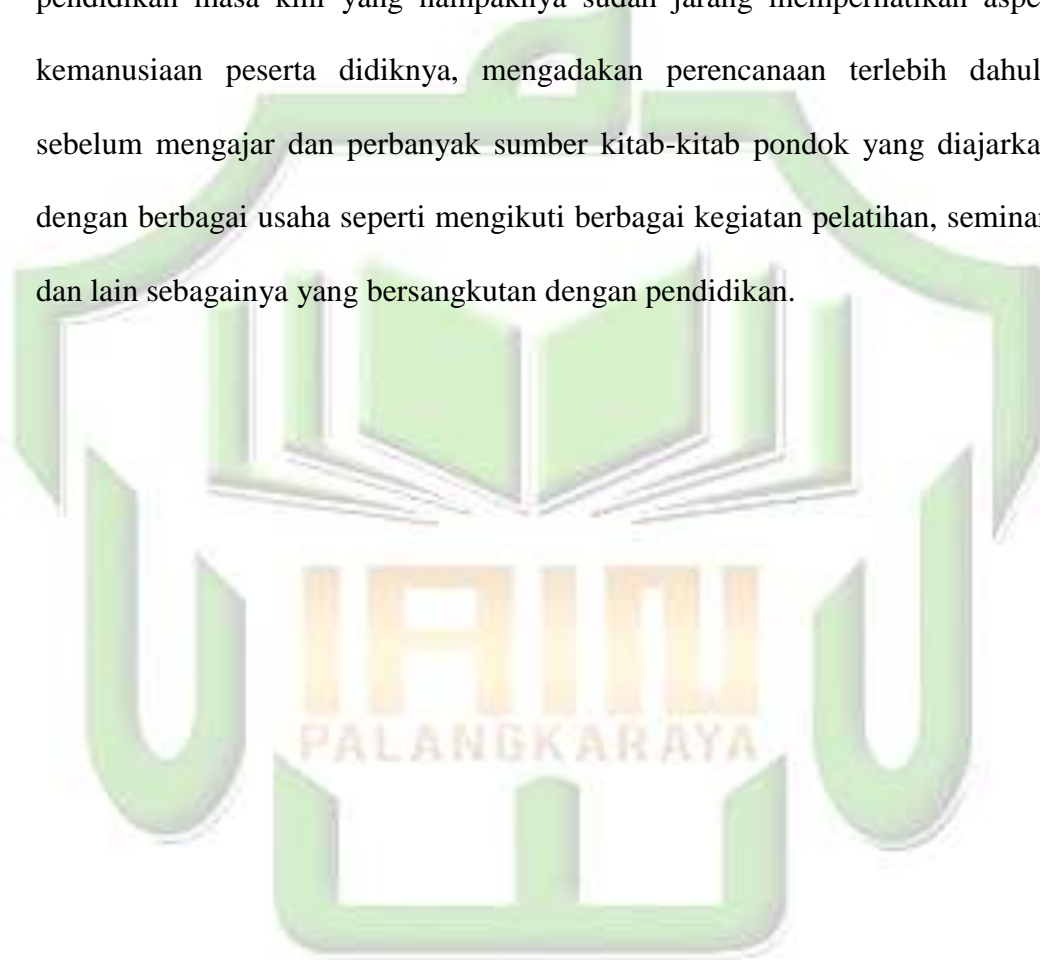 pendidikan masa kini yang nampaknya sudah jarang memperhatikan aspe
kemanusiaan peserta didiknya, mengadakan perencanaan terlebih dahul
sebelum mengajar dan perbanyak sumber kitab-kitab pondok yang diajarka
dengan berbagai usaha seperti mengikuti berbagai kegiatan pelatihan, seminar
dan lain sebagainya yang bersangkutan dengan pendidikan.
IAIN
PALANGKARAYA